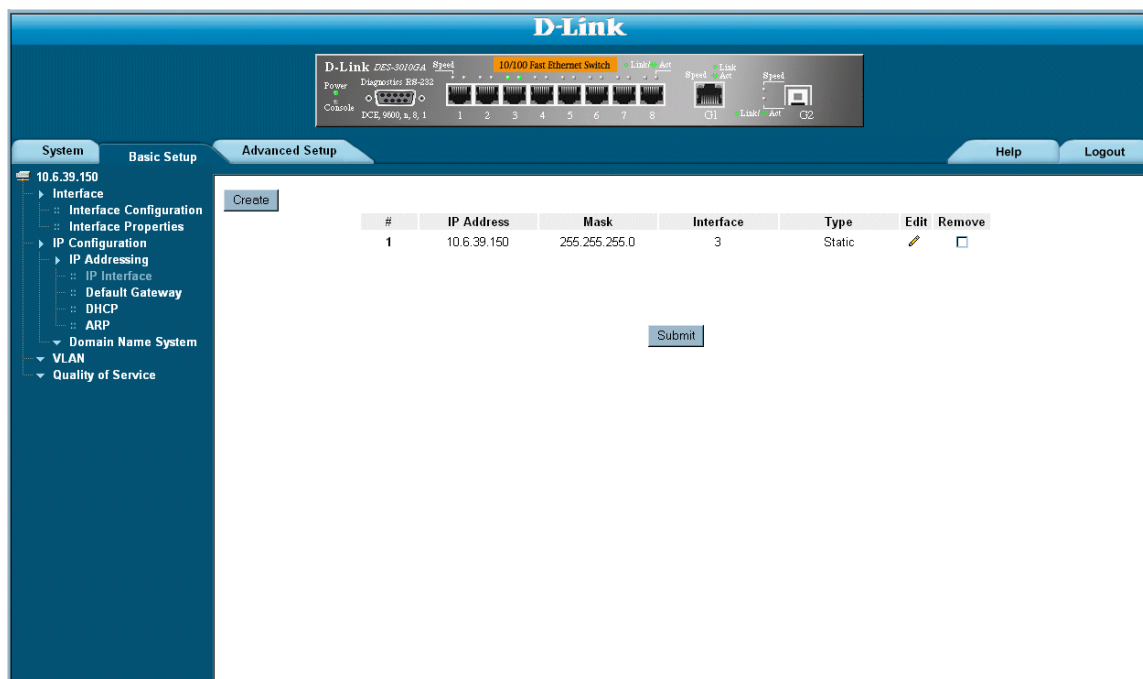 D-Link
D-Link DES-3010GA Speed 10/100 Fast Ethernet Switch Link/ Act
Speed Link Act Speed
Power Diagnostics RS-232
Console DCE, 9600, n, 8, 1
1 2 3 4 5 6 7 8 G1 Link/ Act G2
System Basic Setup Advanced Setup Help Logout
10.6.39.150
Interface
Interface Configuration
Interface Properties
IP Configuration
IP Addressing
IP Interface
Default Gateway
DHCP
ARP
Domain Name System
VLAN
Quality of Service
Create
# IP Address Mask Interface Type Edit Remove
1 10.6.39.150 255.255.255.0 3 Static
Submit